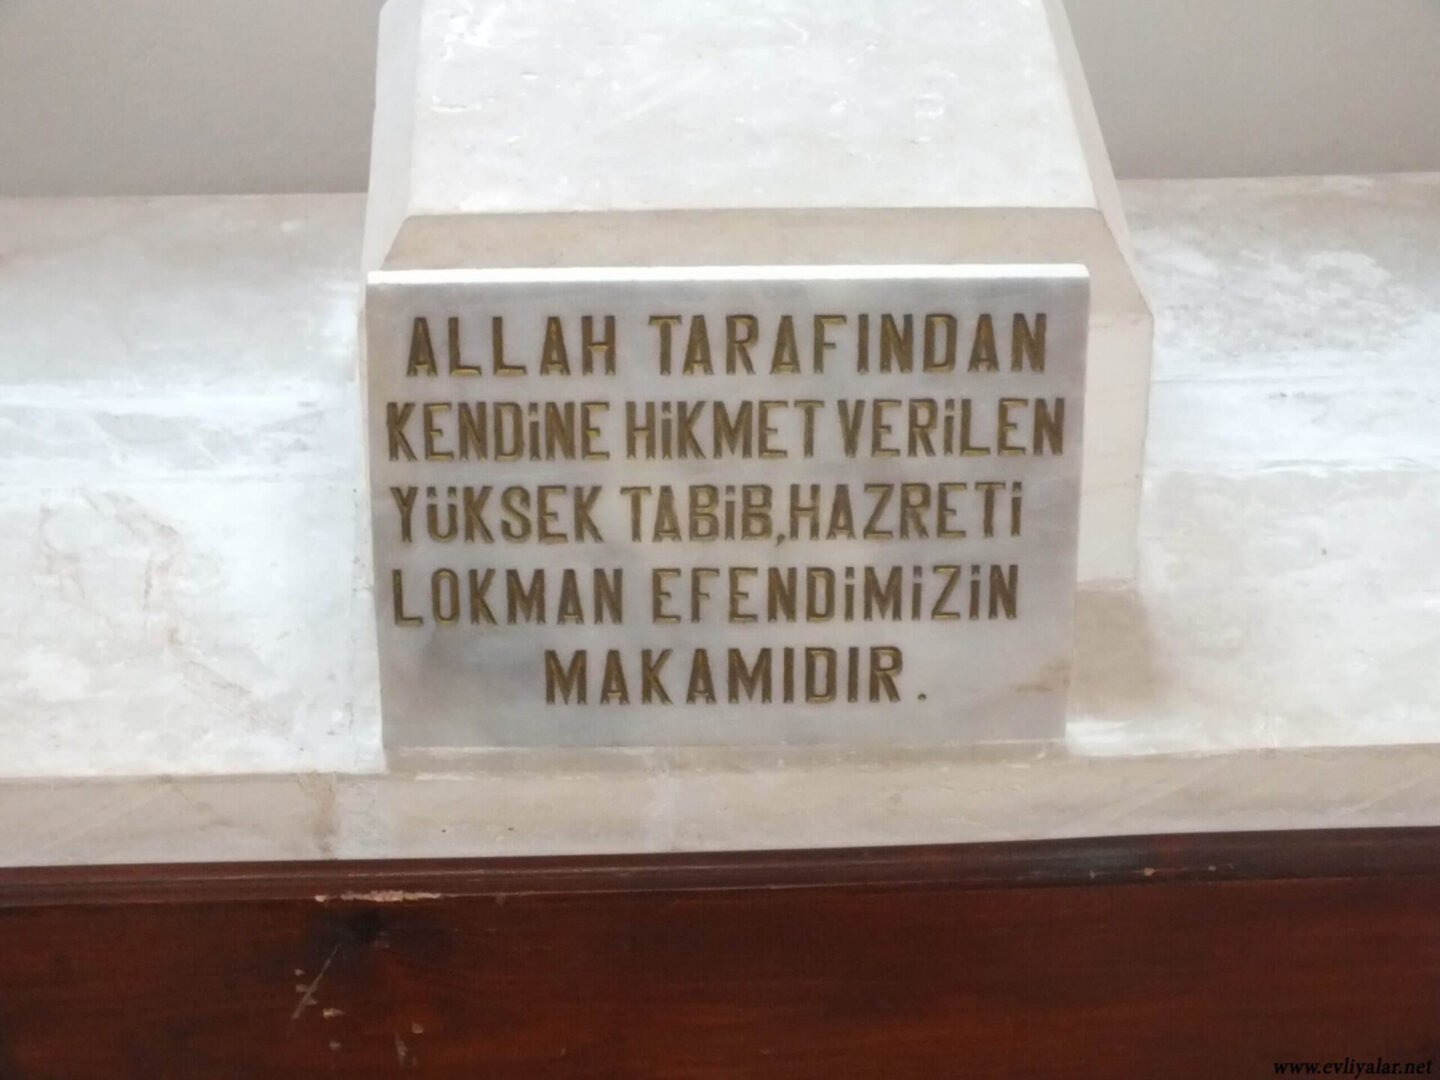 ALLAH TARAFINDAN
KENDİNE HİKMET VERİLEN
YÜKSEK TABİB, HAZRETİ
LOKMAN EFENDİMİZİN
MAKAMIDIR.
www.evliyalar.net